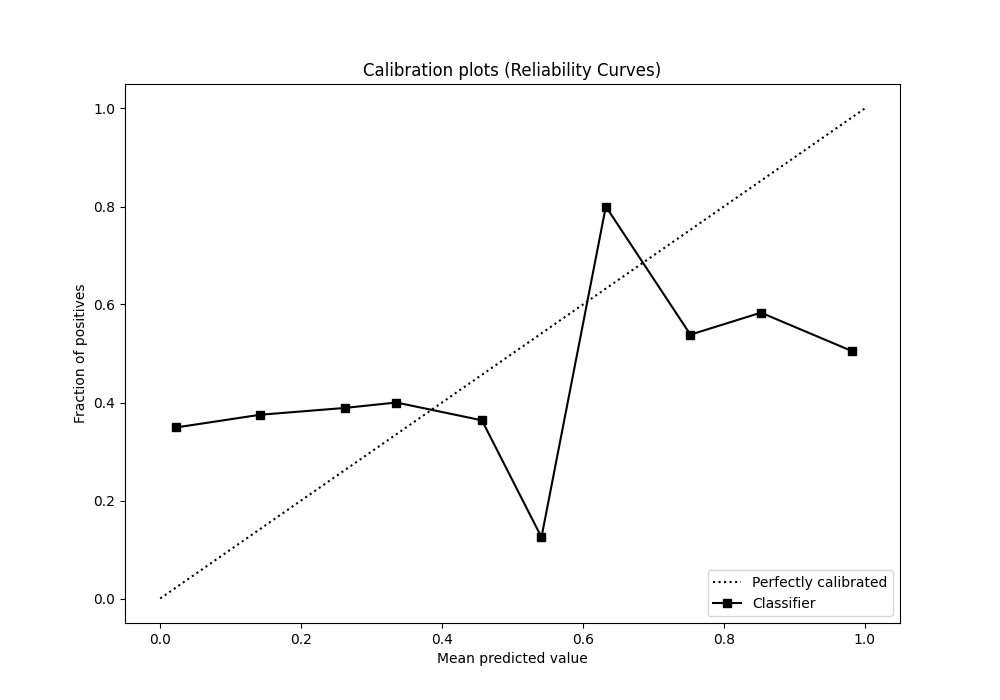 Calibration plots (Reliability Curves)
1.0
0.8
0.6
0.4
0.2
0.0
Fraction of positives
0.0 0.2 0.4 0.6 0.8 1.0
Mean predicted value
Perfectly calibrated
Classifier